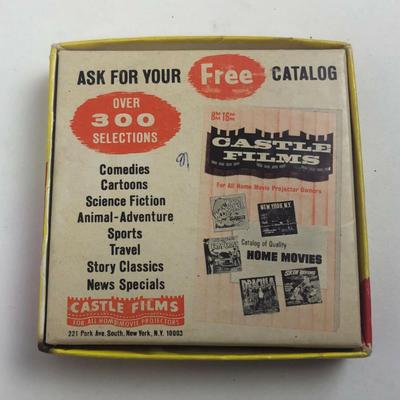 ASK FOR YOUR Free CATALOG
OVER
300
SELECTIONS
Comedies
Cartoons
Science Fiction
Animal-Adventure
Sports
Travel
Story Classics
News Specials
CASTLE FILMS
FOR ALL HOME MOVIE PROJECTORS
221 Park Ave. South, New York, N.Y. 10003
8MM 16MM
CASTLE
FILMS
For All Home Movie Projector Owners
NEW YORK, N.Y.
Catalog of Quality
HOME MOVIES
DRACULA